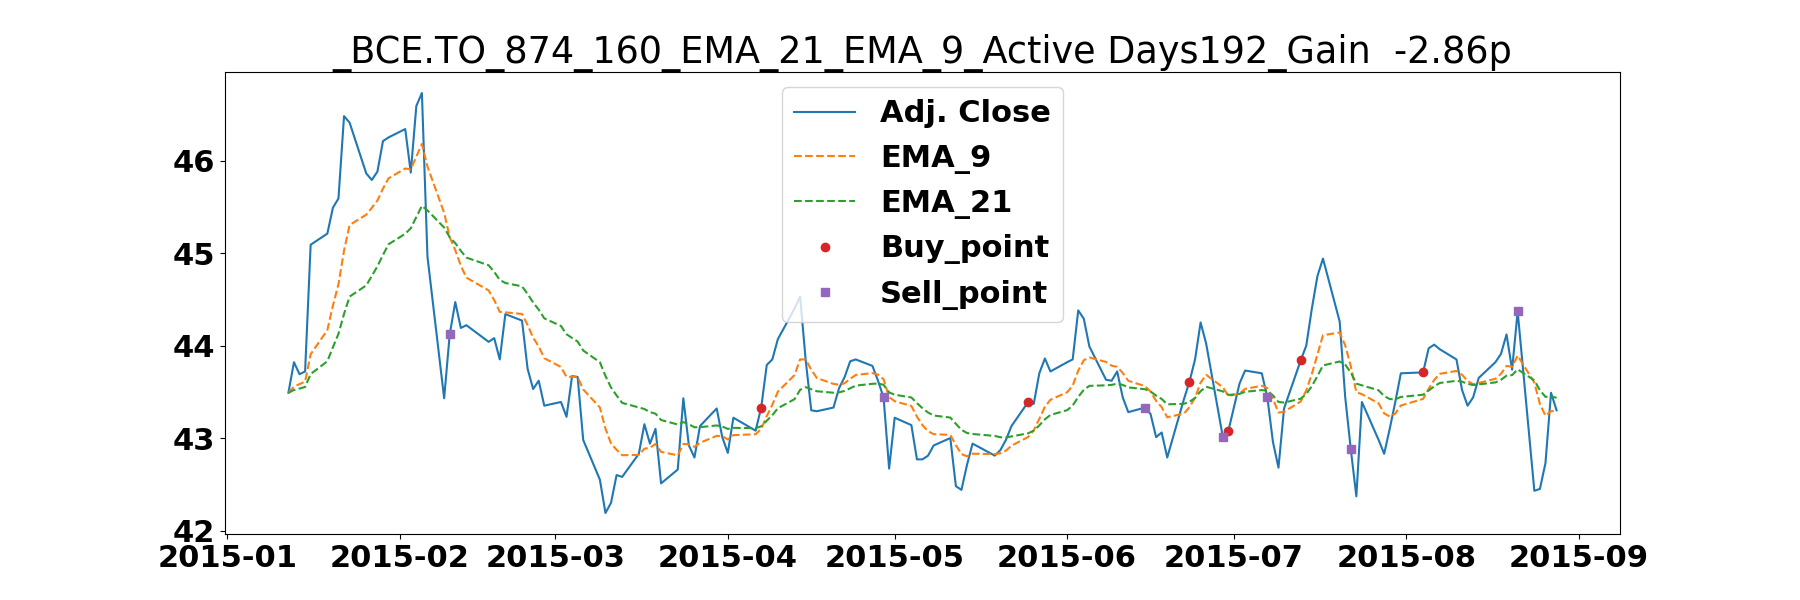 _BCE.TO_874_160_EMA_21_EMA_9_Active Days192_Gain  -2.86p
Adj. Close
EMA_9
EMA_21
Buy_point
Sell_point
46
45
44
43
42
2015-01 2015-02 2015-03 2015-04 2015-05 2015-06 2015-07 2015-08 2015-09